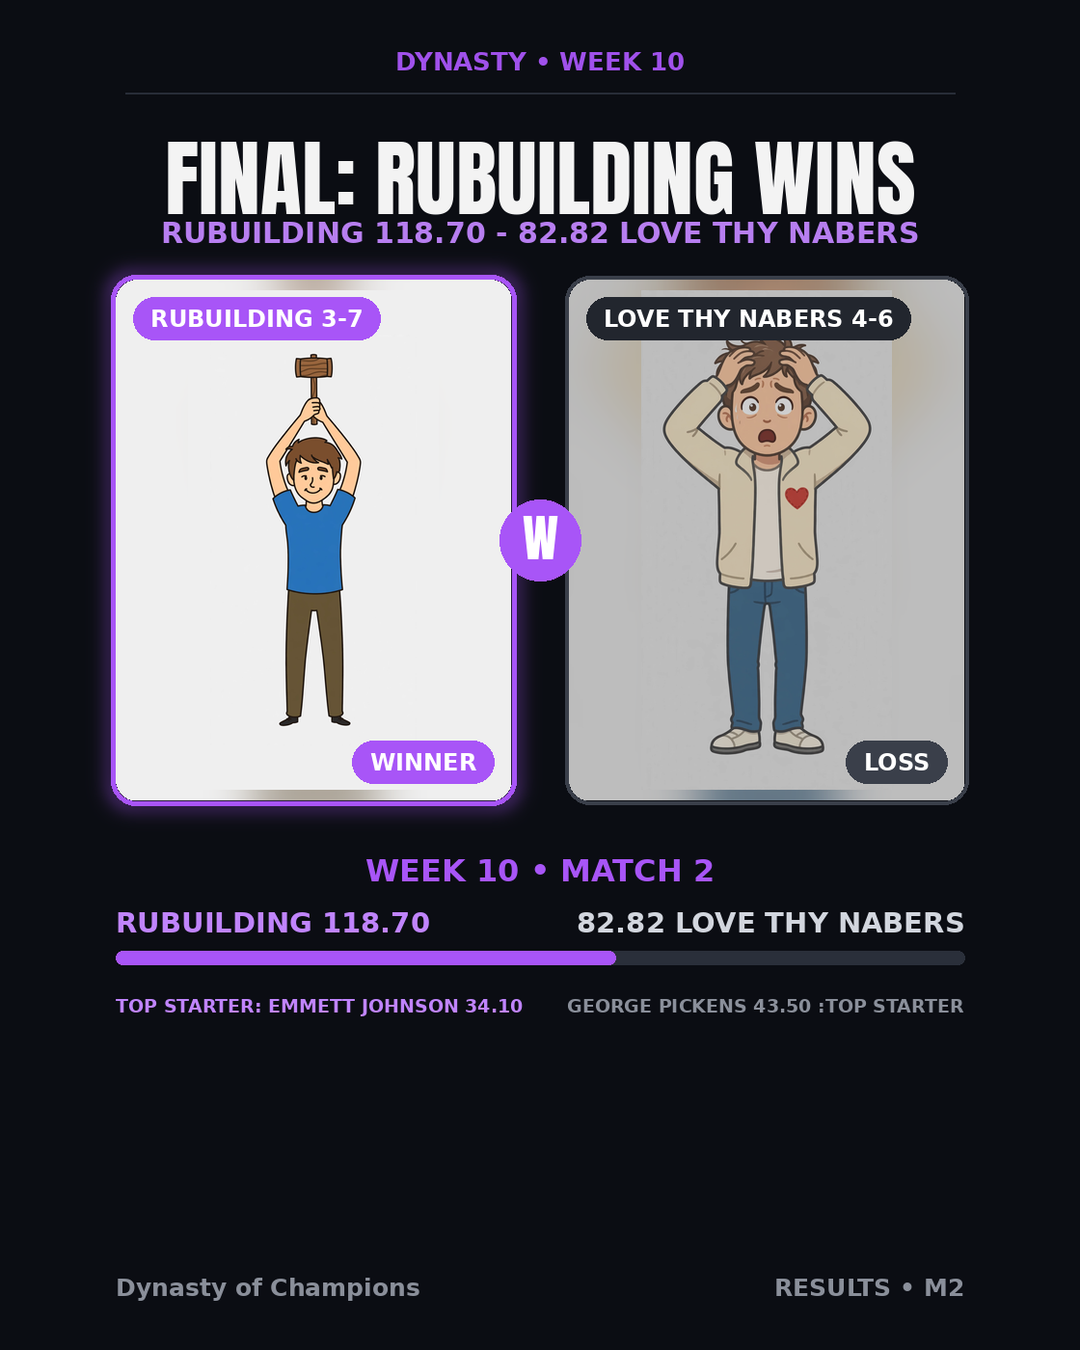 DYNASTY • WEEK 10
FINAL: RUBUILDING WINS
RUBUILDING 118.70 - 82.82 LOVE THY NABERS
RUBUILDING 3-7
LOVE THY NABERS 4-6
W
WINNER
LOSS
WEEK 10 • MATCH 2
RUBUILDING 118.70
82.82 LOVE THY NABERS
TOP STARTER: EMMETT JOHNSON 34.10
GEORGE PICKENS 43.50 :TOP STARTER
Dynasty of Champions
RESULTS • M2